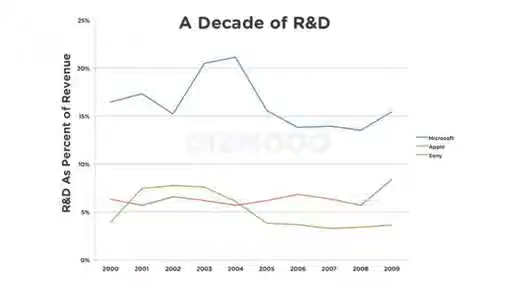 A Decade of R&D
25%
20%
15%
10%
5%
0%
R&D As Percent of Revenue
GIZMODO
Microsoft
Apple
Sony
2000 2001 2002 2003 2004 2005 2006 2007 2008 2009